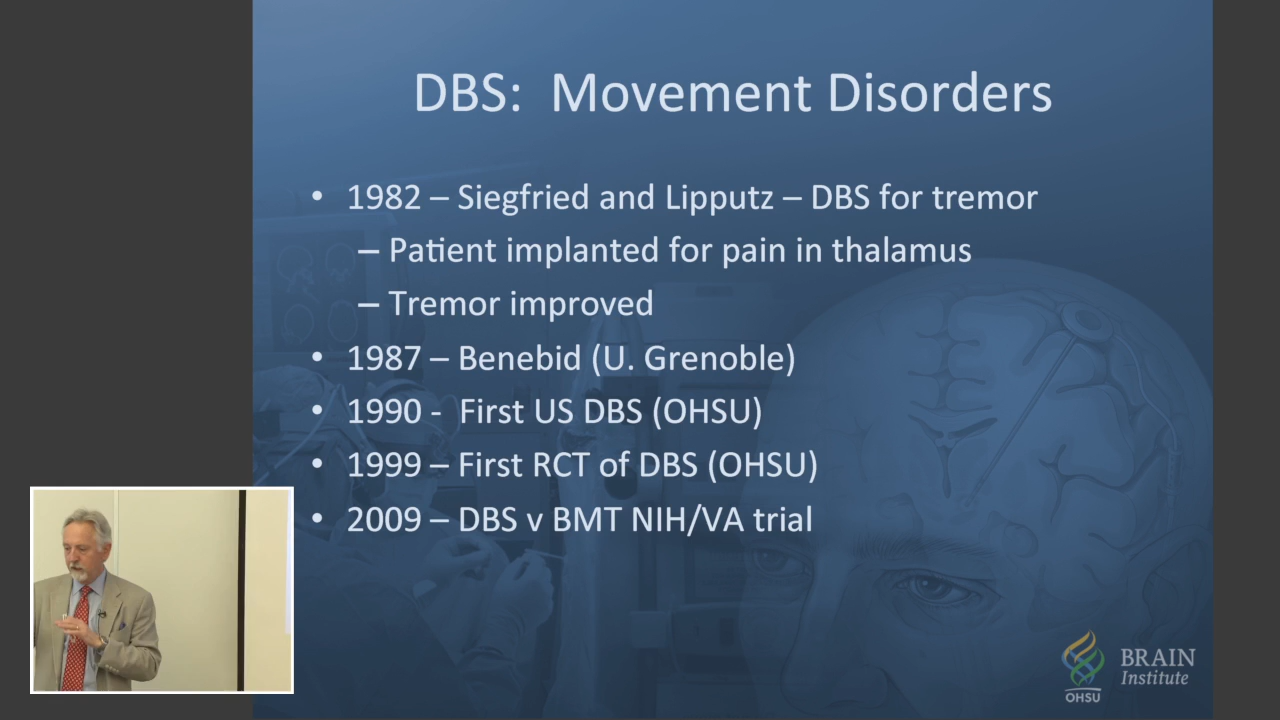 DBS:  Movement Disorders
• 1982 – Siegfried and Lipputz – DBS for tremor
– Patient implanted for pain in thalamus
– Tremor improved
• 1987 – Benebid (U. Grenoble)
• 1990 -  First US DBS (OHSU)
• 1999 – First RCT of DBS (OHSU)
• 2009 – DBS v BMT NIH/VA trial
OHSU
BRAIN
Institute